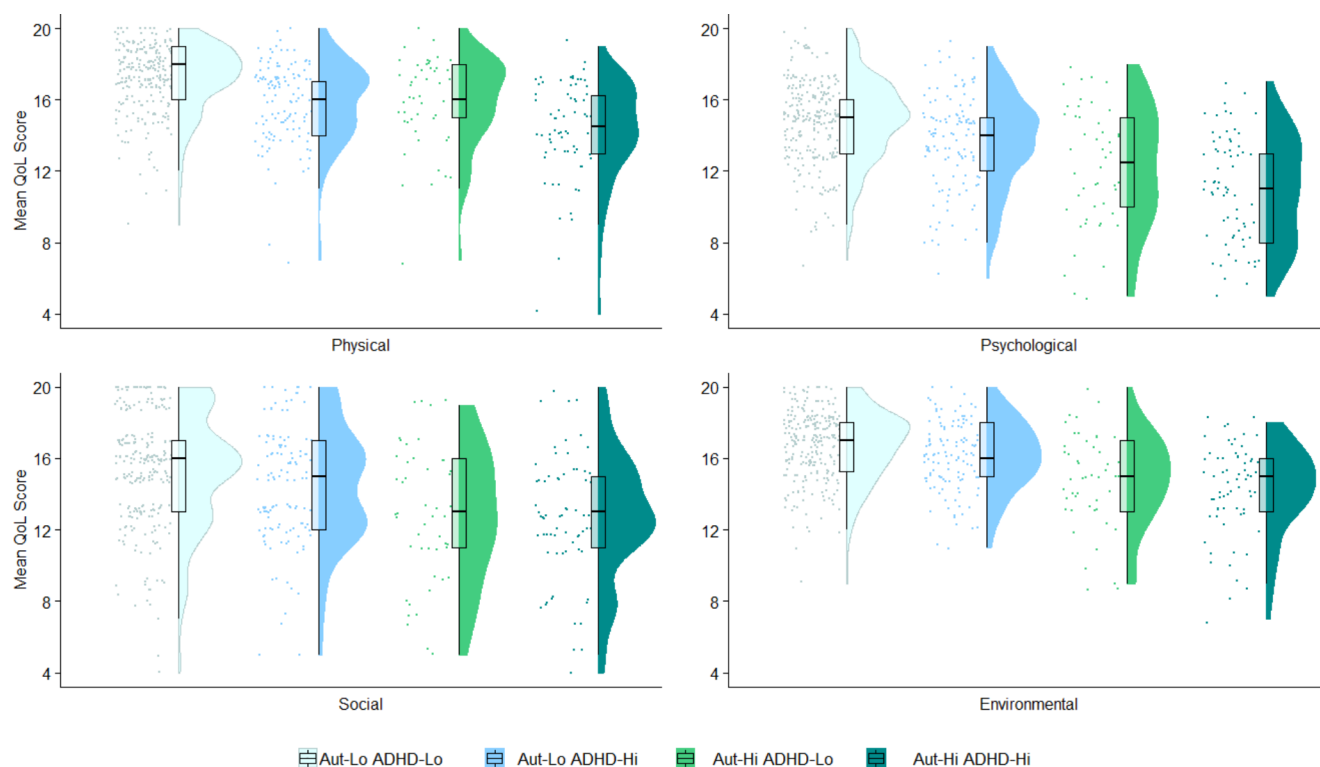 Mean QoL Score
20
16
12
8
4
Physical
20
16
12
8
4
Psychological
Mean QoL Score
20
16
12
8
4
Social
20
16
12
8
4
Environmental
Aut-Lo ADHD-Lo Aut-Lo ADHD-Hi Aut-Hi ADHD-Lo Aut-Hi ADHD-Hi